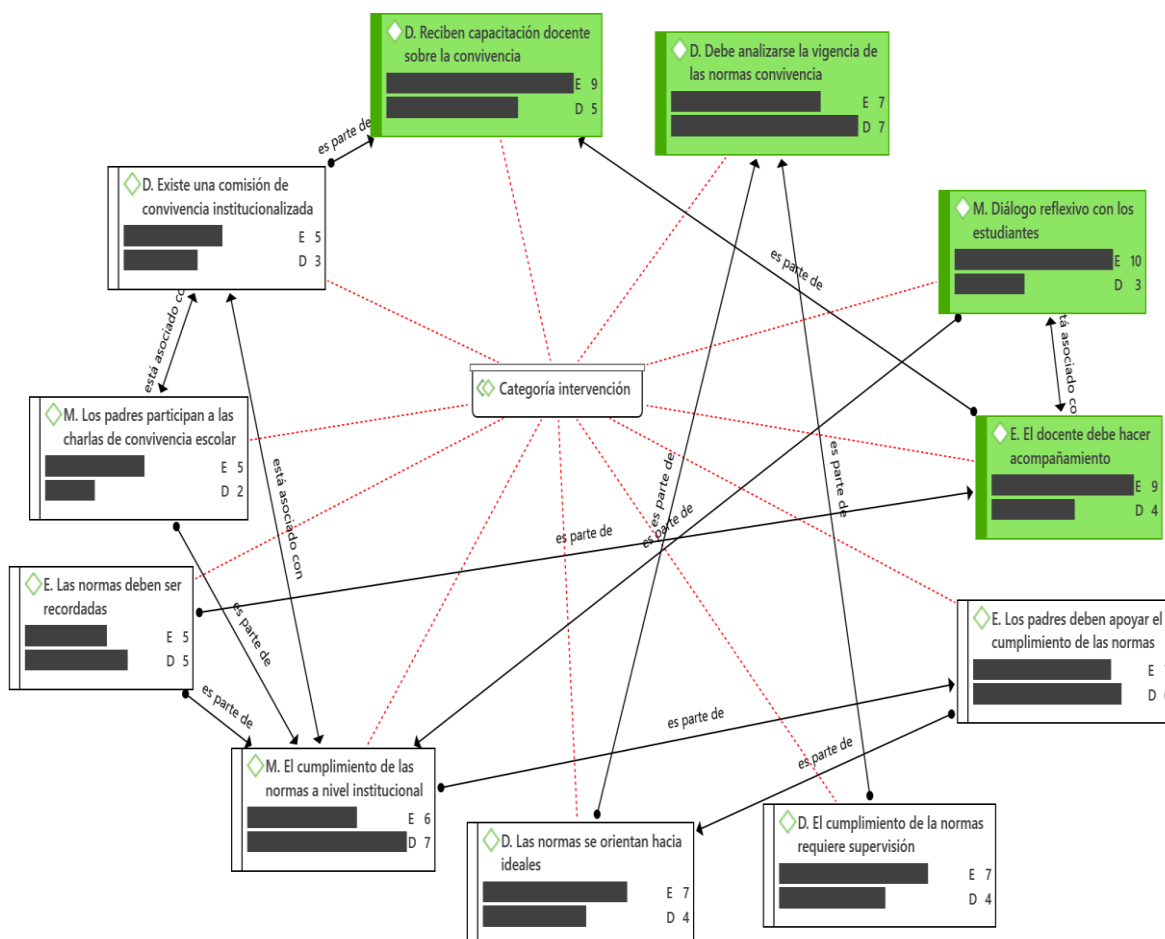 D. Reciben capacitación docente
sobre la convivencia
E 9
D 5
D. Debe analizarse la vigencia de
las normas convivencia
E 7
D 7
es parte de
D. Existe una comisión de
convivencia institucionalizada
E 5
D 3
M. Diálogo reflexivo con los
estudiantes
E 10
D 3
es parte de
está asociado co
tá asociado co
Categoría intervención
M. Los padres participan a las
charlas de convivencia escolar
E 5
D 2
E. El docente debe hacer
acompañamiento
E 9
D 4
está asociado con
es parte de
es parte de
es parte de
es parte de
E. Las normas deben ser
recordadas
E 5
D 5
es parte de
E. Los padres deben apoyar el
cumplimiento de las normas
E
D
es parte de
es parte de
es parte de
M. El cumplimiento de las
normas a nivel institucional
E 6
D 7
D. Las normas se orientan hacia
ideales
E 7
D 4
D. El cumplimiento de la normas
requiere supervisión
E 7
D 4